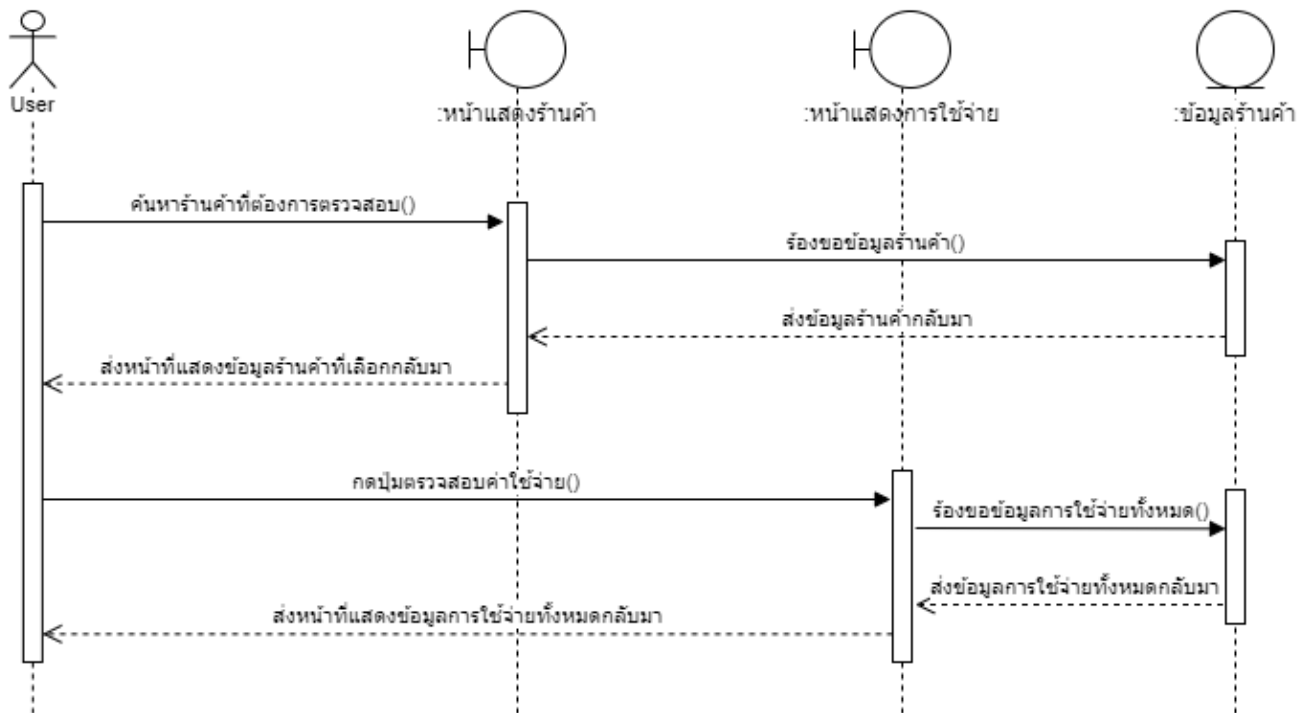 User
:หน้าแสดงร้านค้า
:หน้าแสดงการใช้จ่าย
:ข้อมูลร้านค้า
ค้นหาร้านค้าที่ต้องการตรวจสอบ()
ร้องขอข้อมูลร้านค้า()
ส่งข้อมูลร้านค้ากลับมา
ส่งหน้าที่แสดงข้อมูลร้านค้าที่เลือกกลับมา
กดปุ่มตรวจสอบค่าใช้จ่าย()
ร้องขอข้อมูลการใช้จ่ายทั้งหมด()
ส่งข้อมูลการใช้จ่ายทั้งหมดกลับมา
ส่งหน้าที่แสดงข้อมูลการใช้จ่ายทั้งหมดกลับมา